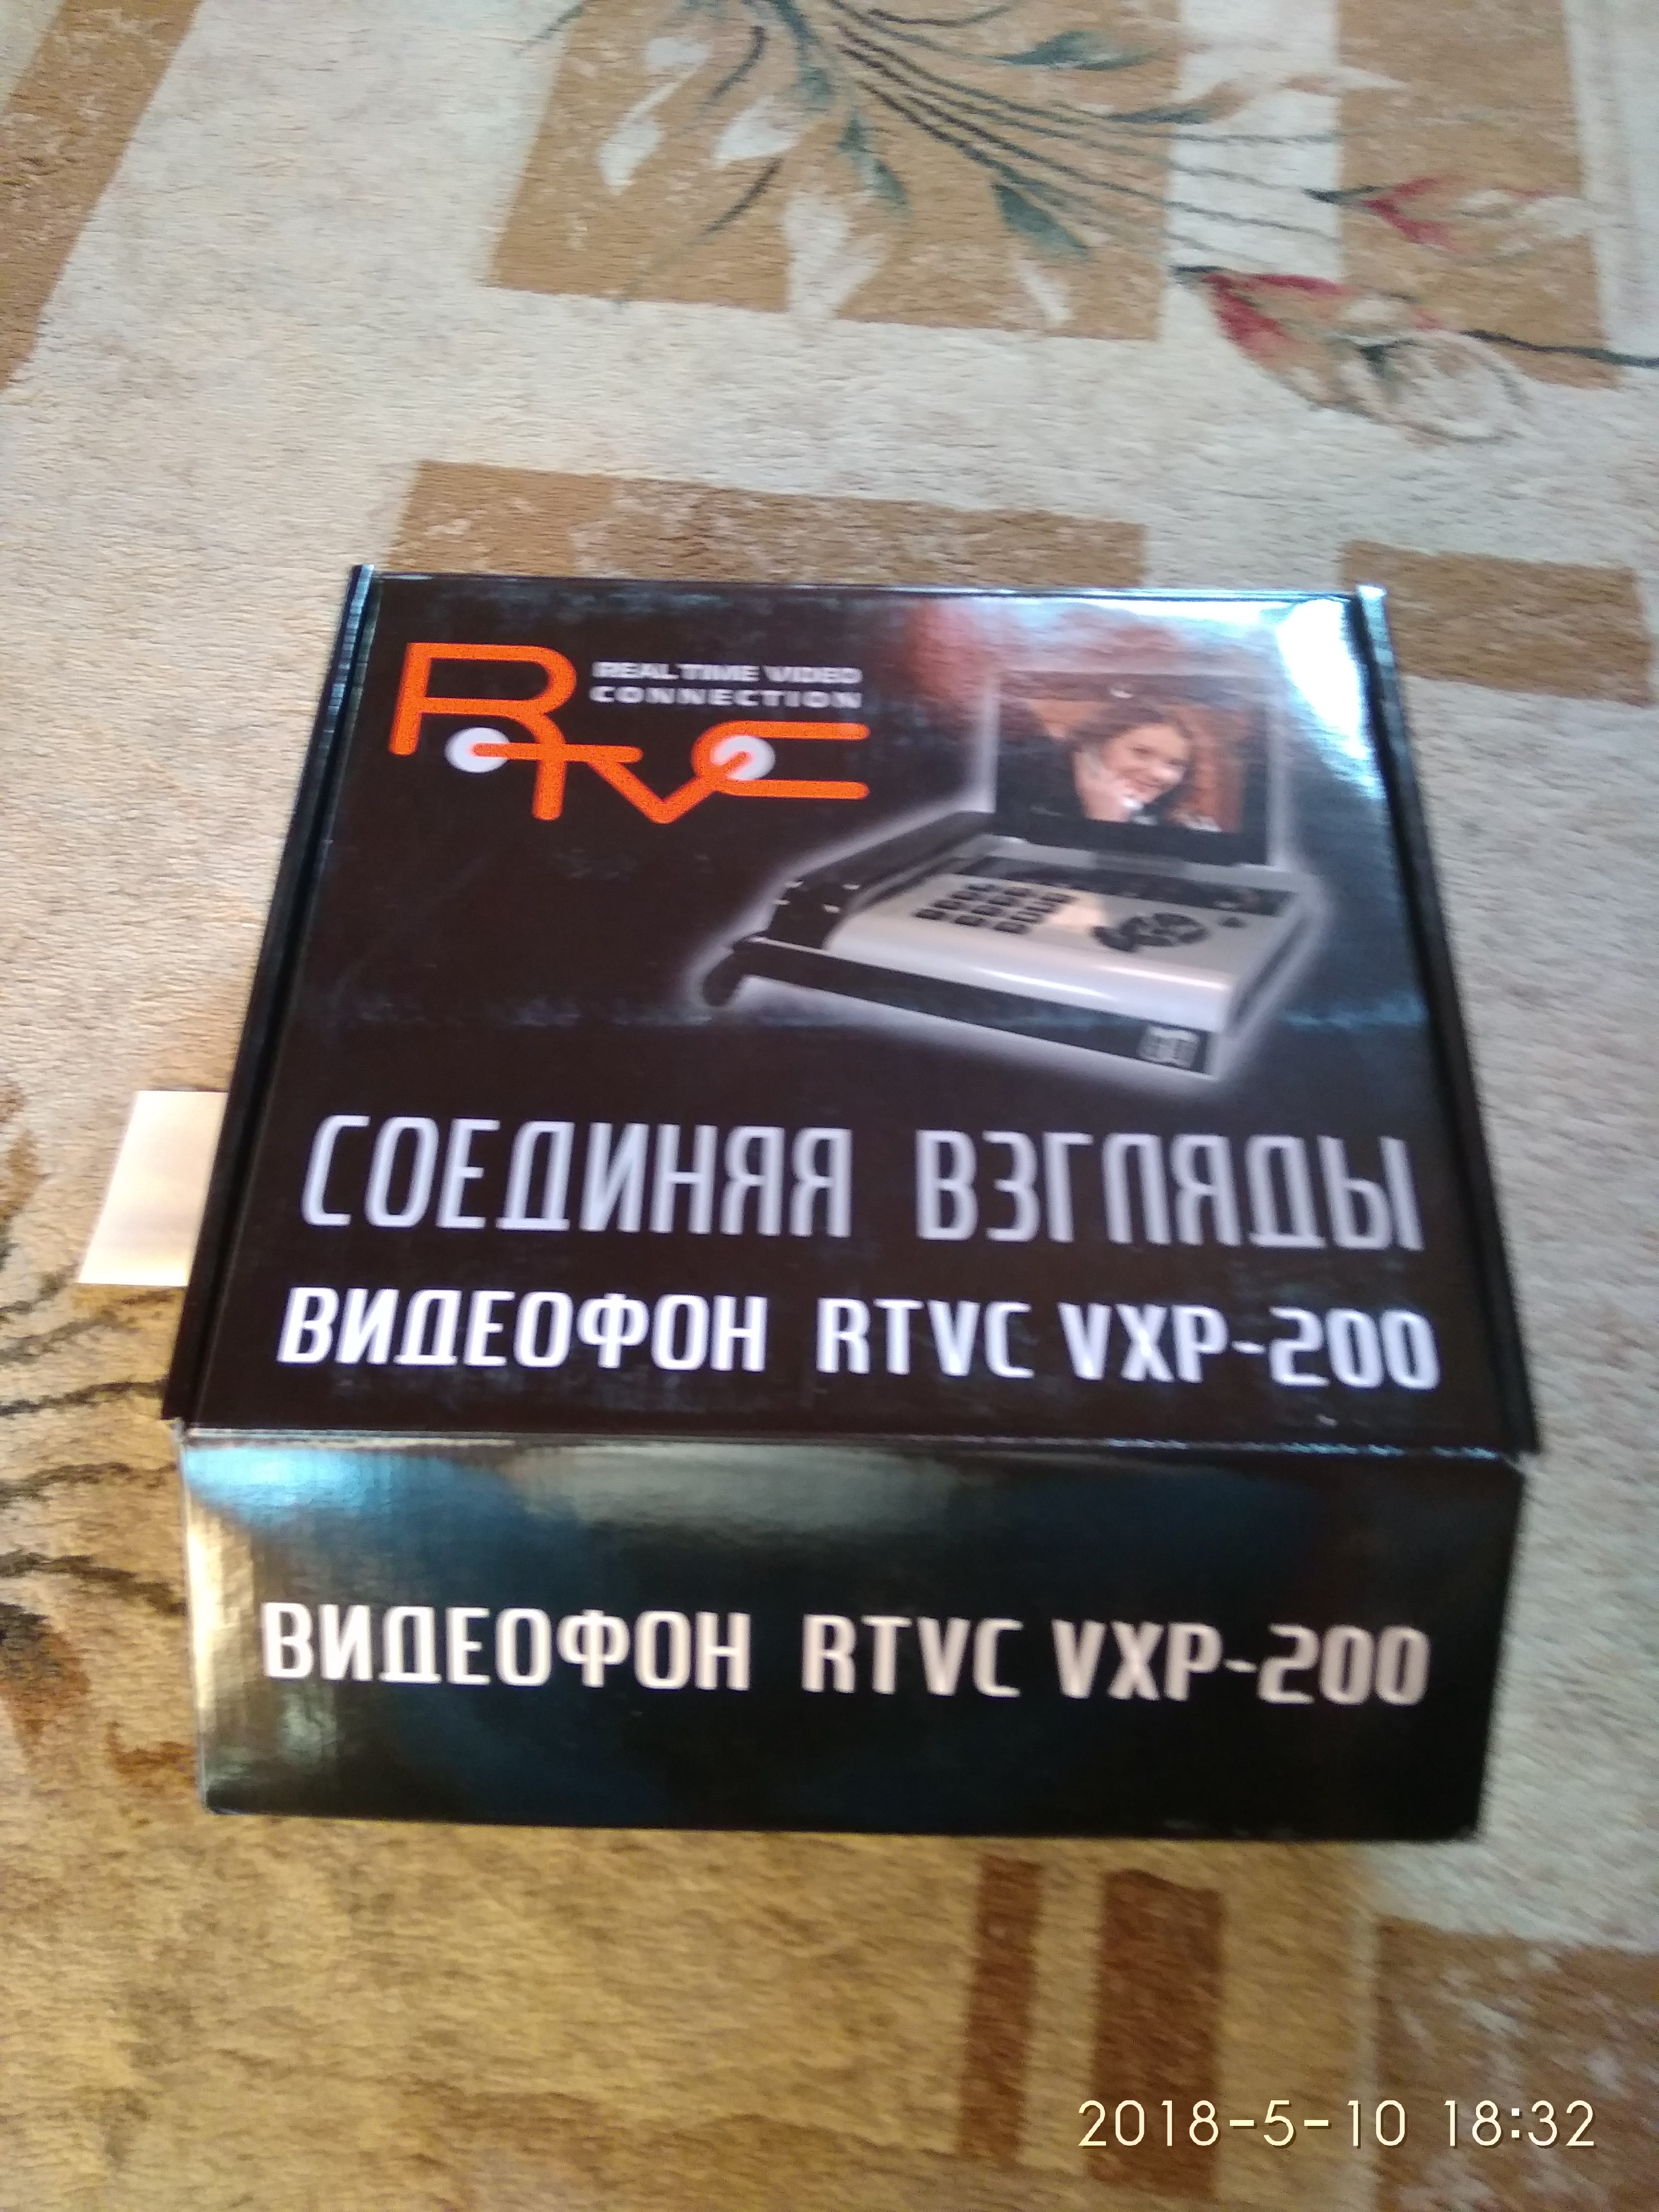 RTVC
REAL TIME VIDEO
CONNECTION
СОЕДИНЯЯ ВЗГЛЯДЫ
ВИДЕОФОН RTVC VXP-200
ВИДЕОФОН RTVC VXP-200
2018-5-10 18:32